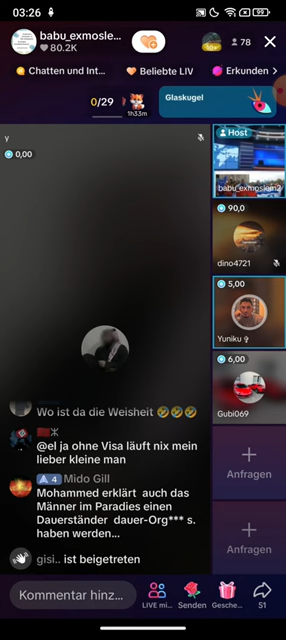 03:26
99
babu_exmosle...
80.2K
78
Chatten und Int...
Beliebte LIV
Erkunden
0/29
1h33m
Glaskugel
y
0,00
Host
babu_exmoslem2
90,0
dino4721
5,00
Yuniku
6,00
Gubi069
Anfragen
Anfragen
Wo ist da die Weisheit 🤣🤣🤣
@el ja ohne Visa läuft nix mein
lieber kleine man
4 Mido Gill
Mohammed erklärt auch das
Männer im Paradies einen
Dauerständer dauer-Org*** s.
haben werden...
gisi.. ist beigetreten
Kommentar hinz...
LIVE mi...
Senden
Gesche...
51